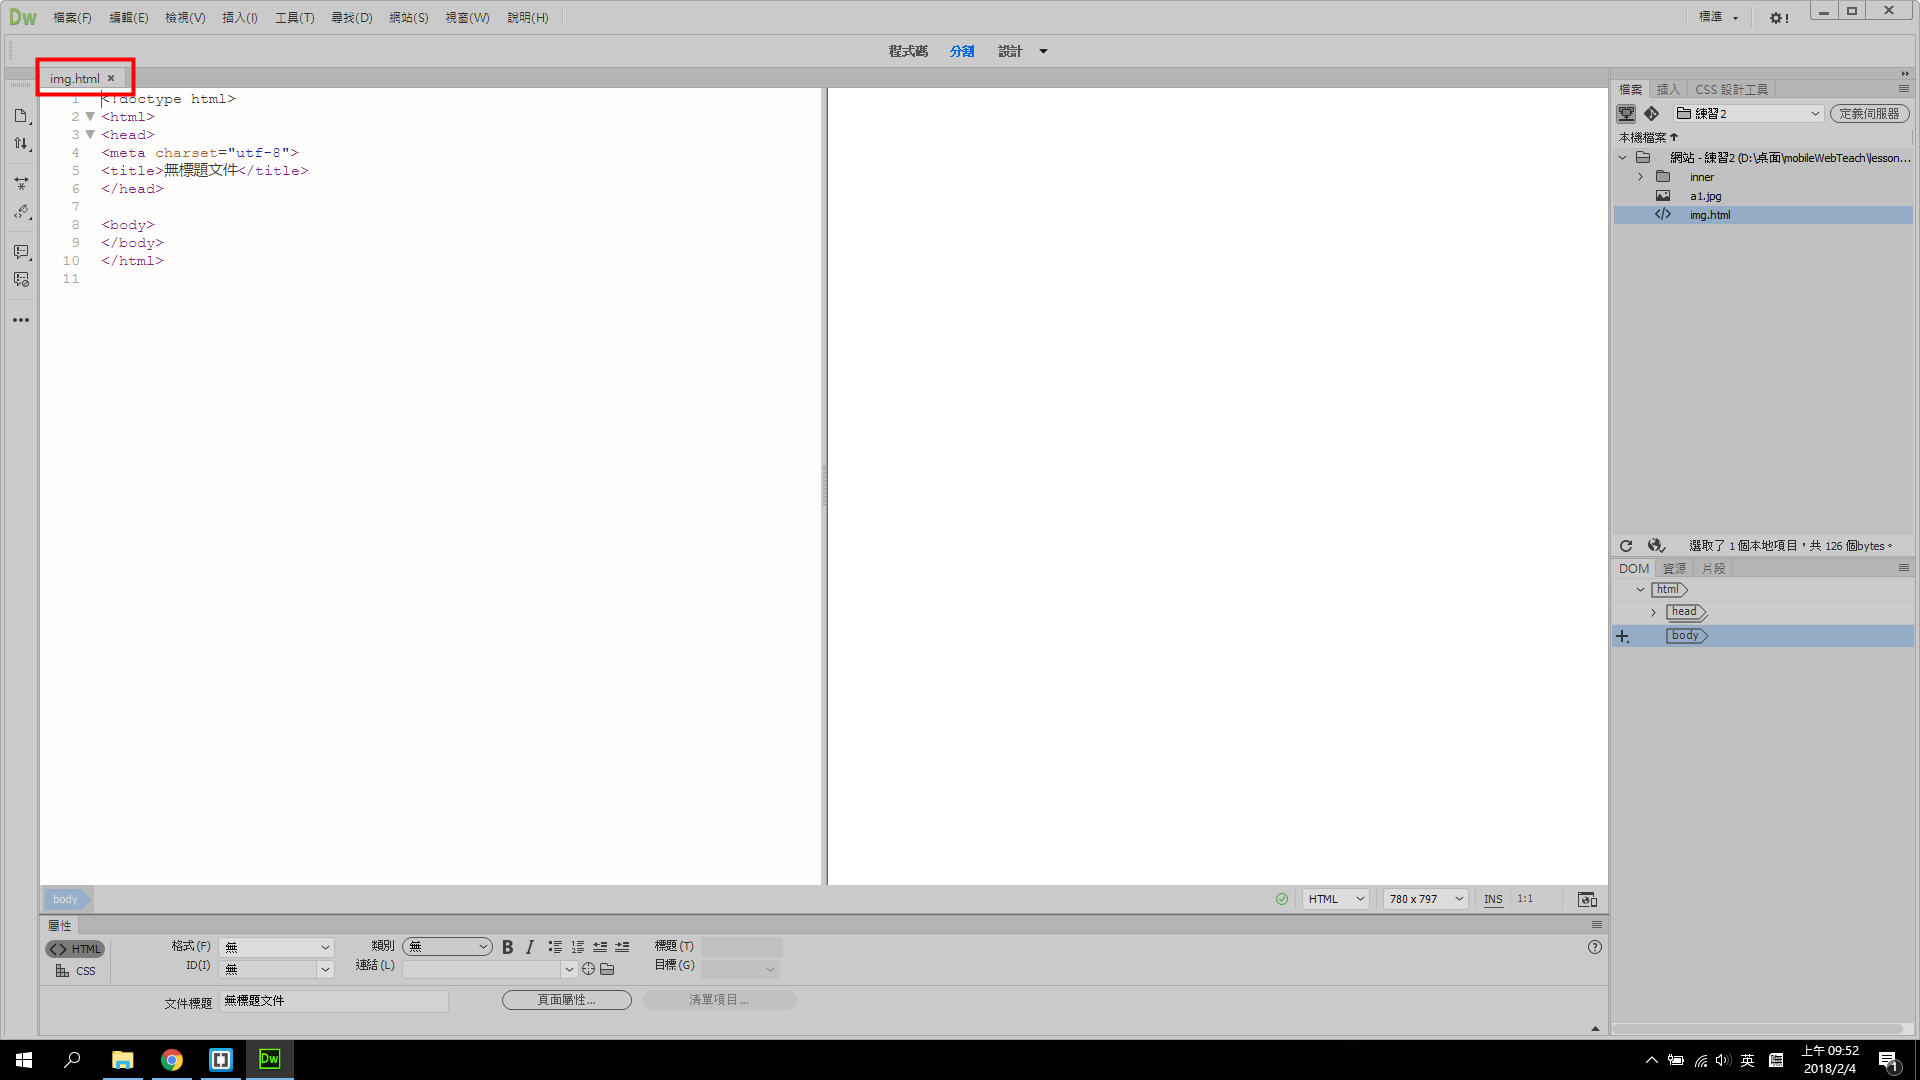 Dw 檔案(F) 編輯(E) 檢視(V) 插入(I) 工具(T) 尋找(D) 網站(S) 視窗(W) 說明(H) 標準
程式碼 分割 設計
img.html
1 <!doctype html>
2 <html>
3 <head>
4 <meta charset="utf-8">
5 <title>無標題文件</title>
6 </head>
7
8 <body>
9 </body>
10 </html>
11
檔案 插入 CSS 設計工具
練習2 定義伺服器
本機檔案
網站 - 練習2 (D:\桌面\mobileWebTeach\lesson...
inner
a1.jpg
img.html
選取了 1 個本地項目，共 126 個bytes。
DOM 資源 片段
html
head
body
body HTML 780 x 797 INS 1:1
屬性
HTML 格式(F) 無 類別 無 B I 標題(T)
CSS ID(I) 無 連結(L) 目標(G)
文件標題 無標題文件 頁面屬性... 清單項目...
Dw 英 上午 09:52
2018/2/4 1